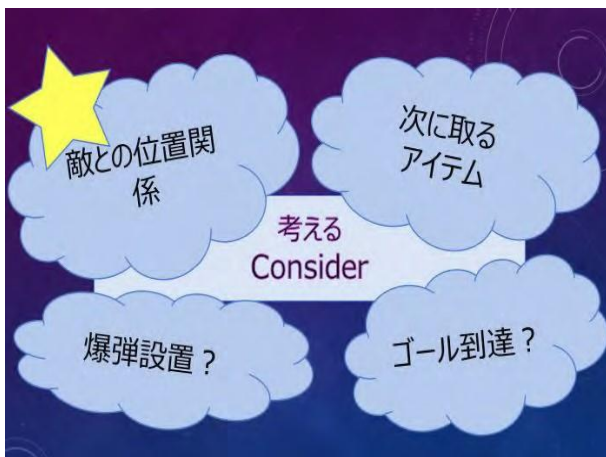 敵との位置関
係
次に取る
アイテム
考える
Consider
爆弾設置？
ゴール到達？